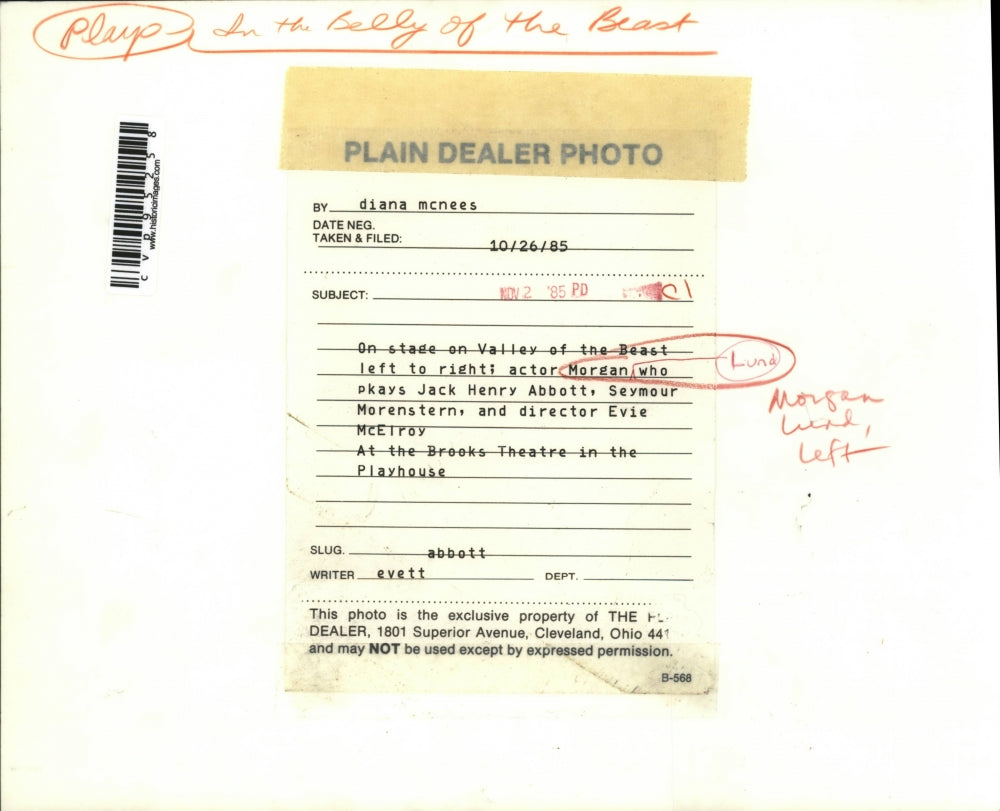 Plays In the Belly of the Beast
PLAIN DEALER PHOTO
BY diana mcnees
DATE NEG.
TAKEN & FILED: 10/26/85
SUBJECT: NOV 2 '85 PD C1
On stage on Valley of the Beast
left to right; actor Morgan who Lund
pkays Jack Henry Abbott, Seymour
Morenstern, and director Evie
McElroy
At the Brooks Theatre in the
Playhouse
Morgan
Lund,
left
SLUG. abbott
WRITER evett DEPT.
This photo is the exclusive property of THE PL
DEALER, 1801 Superior Avenue, Cleveland, Ohio 441
and may NOT be used except by expressed permission.
B-568
www.historicimages.com
cvp95258